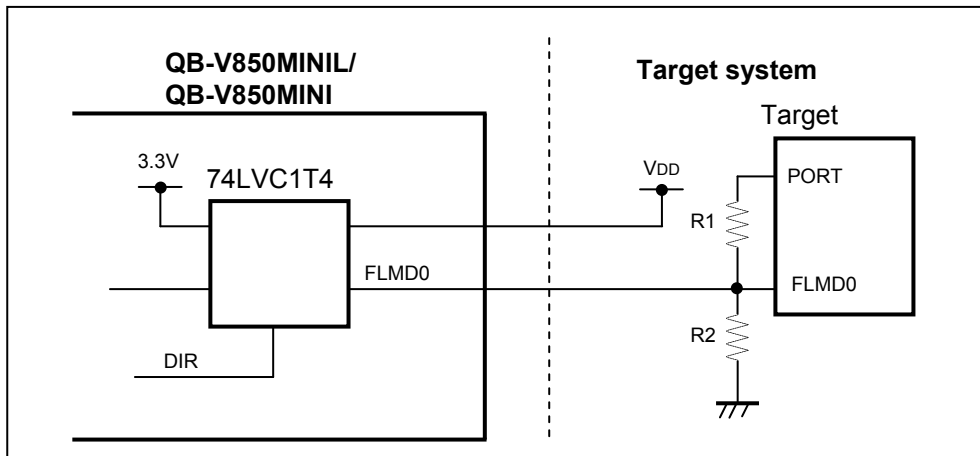 QB-V850MINIL/
QB-V850MINI
Target system
Target
3.3V
74LVC1T4
VDD
PORT
R1
FLMD0
FLMD0
R2
DIR